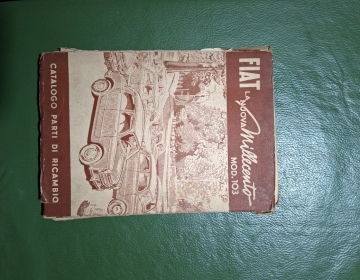 FIAT
la nuova Millecento
MOD. 103
CATALOGO PARTI DI RICAMBIO